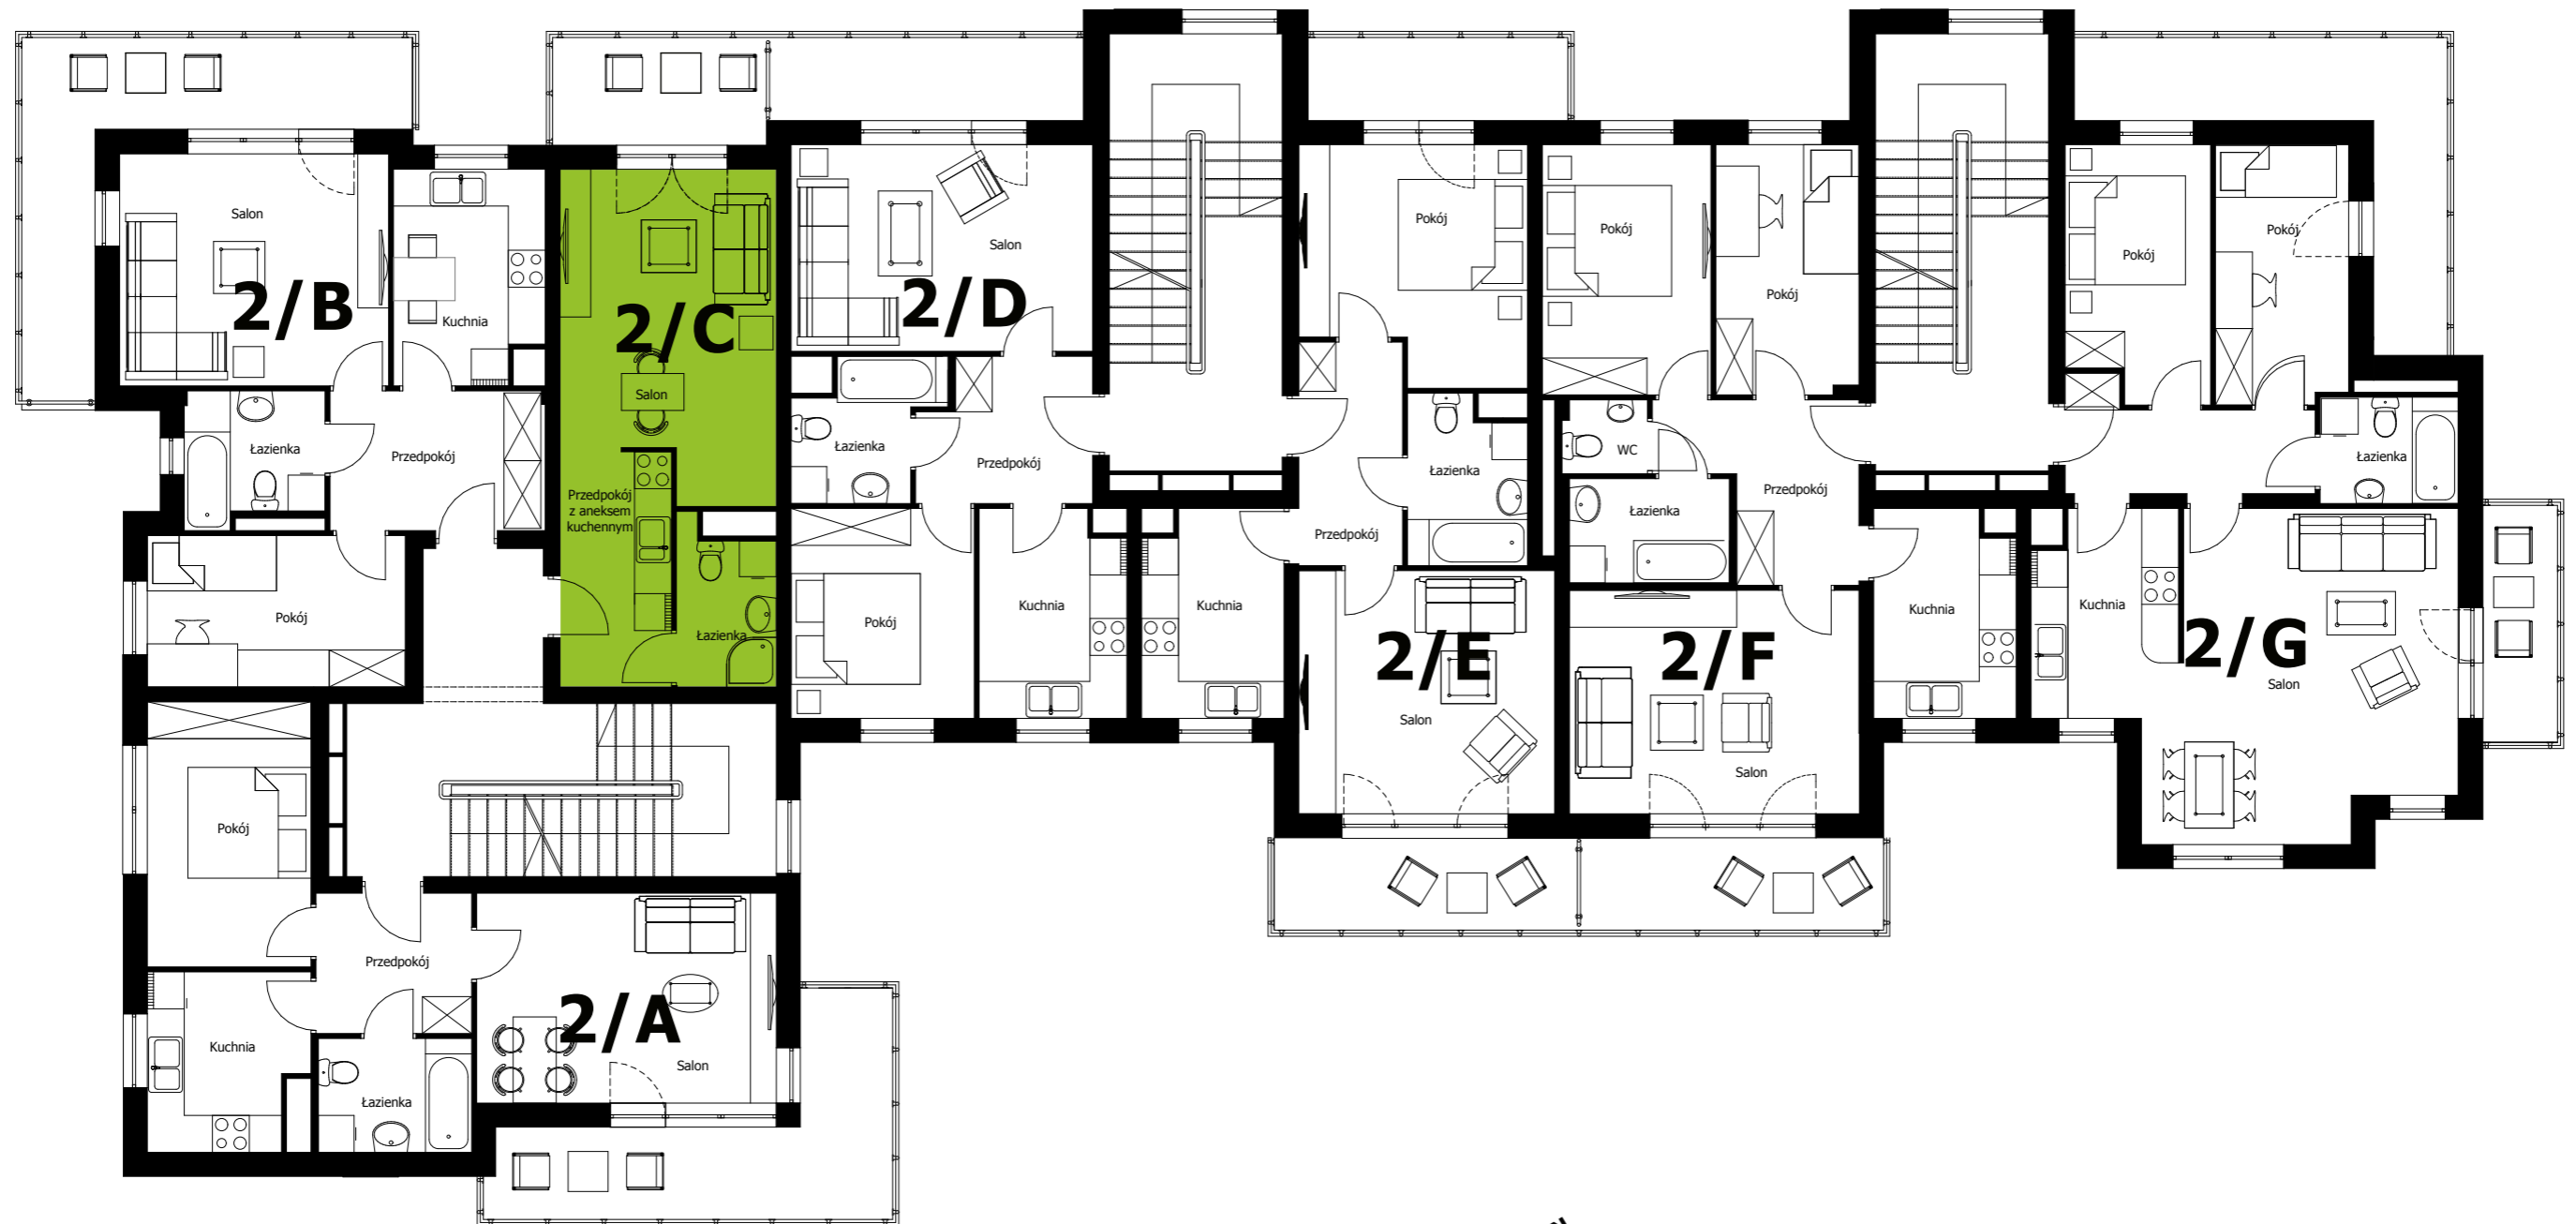 Salon
2/B
Kuchnia
Łazienka
Przedpokój
Pokój
2/C
Salon
Przedpokój
z aneksem
kuchennym
Łazienka
Salon
2/D
Łazienka
Przedpokój
Pokój
Kuchnia
Pokój
Łazienka
Przedpokój
Kuchnia
2/E
Salon
Pokój
Pokój
WC
Łazienka
Przedpokój
Kuchnia
2/F
Salon
Pokój
Pokój
Łazienka
Kuchnia
2/G
Salon
Pokój
Przedpokój
Kuchnia
Łazienka
2/A
Salon